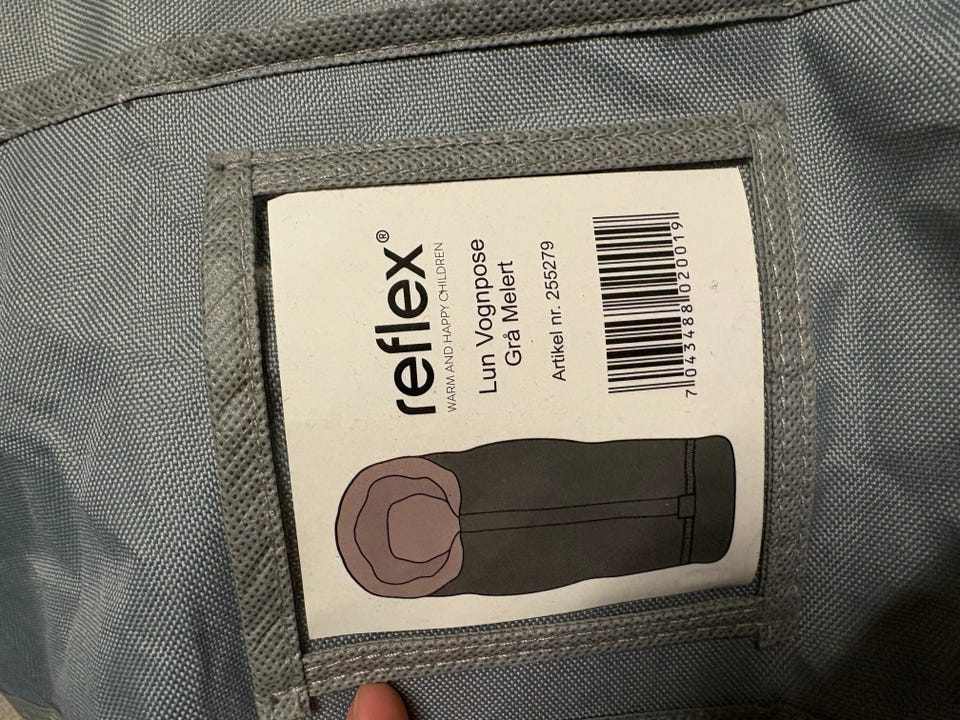 reflex®
WARM AND HAPPY CHILDREN
Lun Vognpose
Grå Melert
Artikel nr. 255279
7 043488 020019